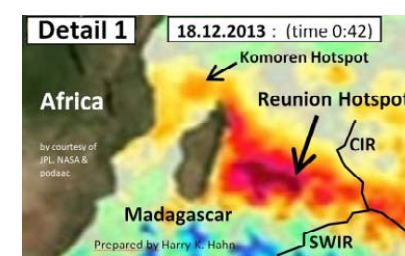 Detail 1
18.12.2013 : (time 0:42)
Komoren Hotspot
Africa
Reunion Hotspot
by courtesy of
JPL, NASA &
podaac
CIR
Madagascar
Prepared by Harry K. Hahn
SWIR